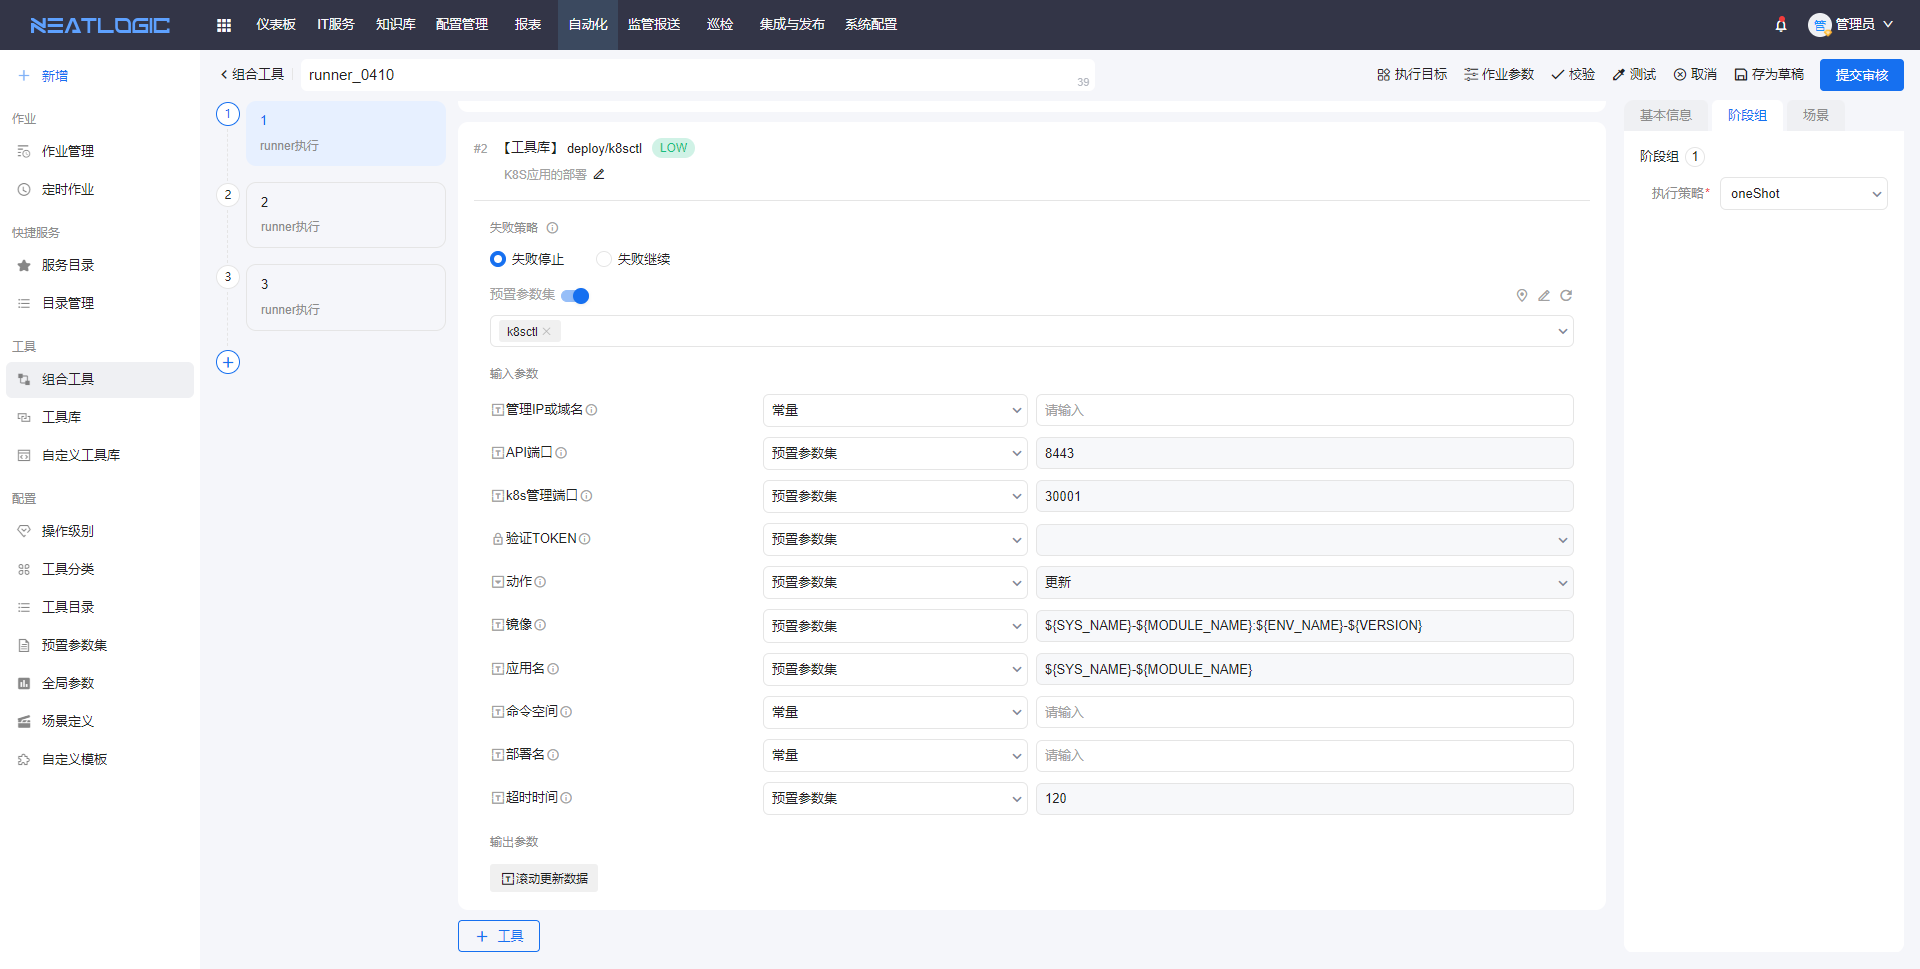 NEATLOGIC 仪表板 IT服务 知识库 配置管理 报表 自动化 监管报送 巡检 集成与发布 系统配置 管 管理员
新增
作业
作业管理
定时作业
快捷服务
服务目录
目录管理
工具
组合工具
工具库
自定义工具库
配置
操作级别
工具分类
工具目录
预置参数集
全局参数
场景定义
自定义模板
组合工具 runner_0410 39 执行目标 作业参数 校验 测试 取消 存为草稿 提交审核
1 1
runner执行
2 2
runner执行
3 3
runner执行
#2 【工具库】 deploy/k8sctl LOW
K8S应用的部署
失败策略
失败停止 失败继续
预置参数集
k8sctl
输入参数
管理IP或域名 常量 请输入
API端口 预置参数集 8443
k8s管理端口 预置参数集 30001
验证TOKEN 预置参数集
动作 预置参数集 更新
镜像 预置参数集 ${SYS_NAME}-${MODULE_NAME}:${ENV_NAME}-${VERSION}
应用名 预置参数集 ${SYS_NAME}-${MODULE_NAME}
命令空间 常量 请输入
部署名 常量 请输入
超时时间 预置参数集 120
输出参数
滚动更新数据
工具
基本信息 阶段组 场景
阶段组 1
执行策略* oneShot